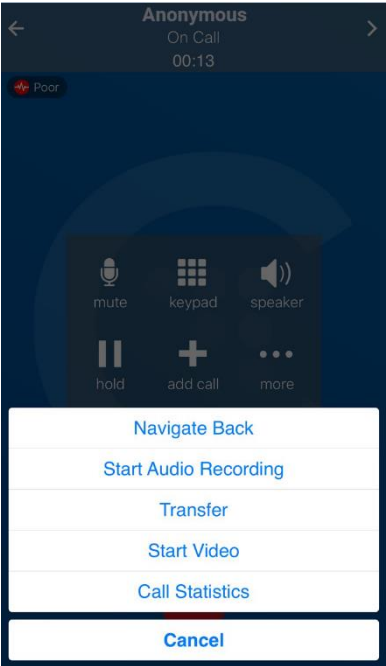 Anonymous
On Call
00:13
Poor
mute keypad speaker
hold add call more
Navigate Back
Start Audio Recording
Transfer
Start Video
Call Statistics
Cancel